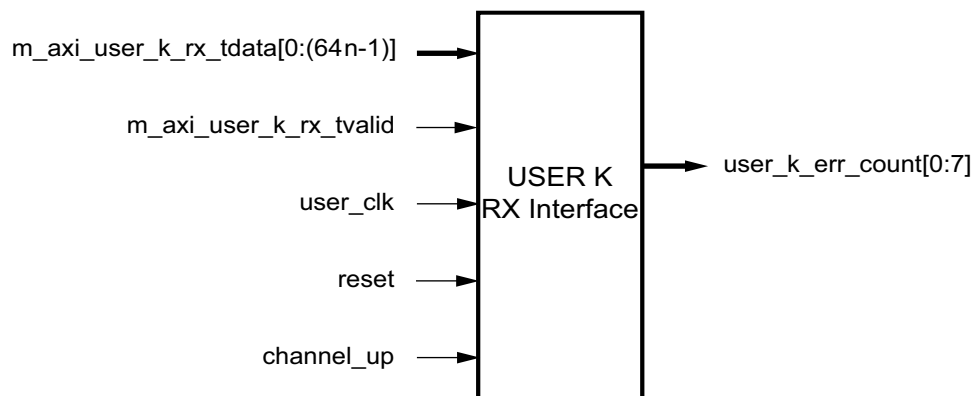 m_axi_user_k_rx_tdata[0:(64n-1)]
m_axi_user_k_rx_tvalid
user_clk
reset
channel_up
USER K
RX Interface
user_k_err_count[0:7]